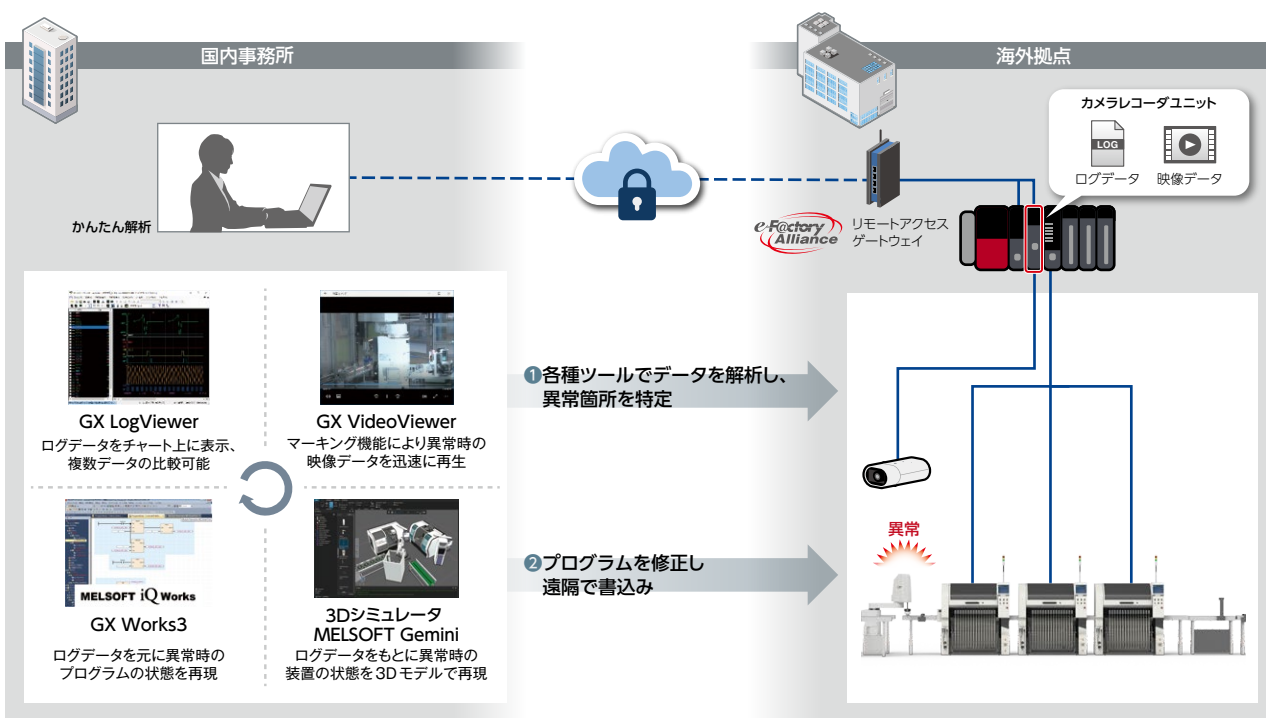 国内事務所
海外拠点
カメラレコーダユニット
LOG
ログデータ
映像データ
かんたん解析
e-F@ctory
Alliance
リモートアクセス
ゲートウェイ
GX LogViewer
ログデータをチャート上に表示、
複数データの比較可能
GX VideoViewer
マーキング機能により異常時の
映像データを迅速に再生
MELSOFT iQ Works
GX Works3
ログデータを元に異常時の
プログラムの状態を再現
3Dシミュレータ
MELSOFT Gemini
ログデータをもとに異常時の
装置の状態を3Dモデルで再現
❶各種ツールでデータを解析し、
異常箇所を特定
❷プログラムを修正し
遠隔で書込み
異常